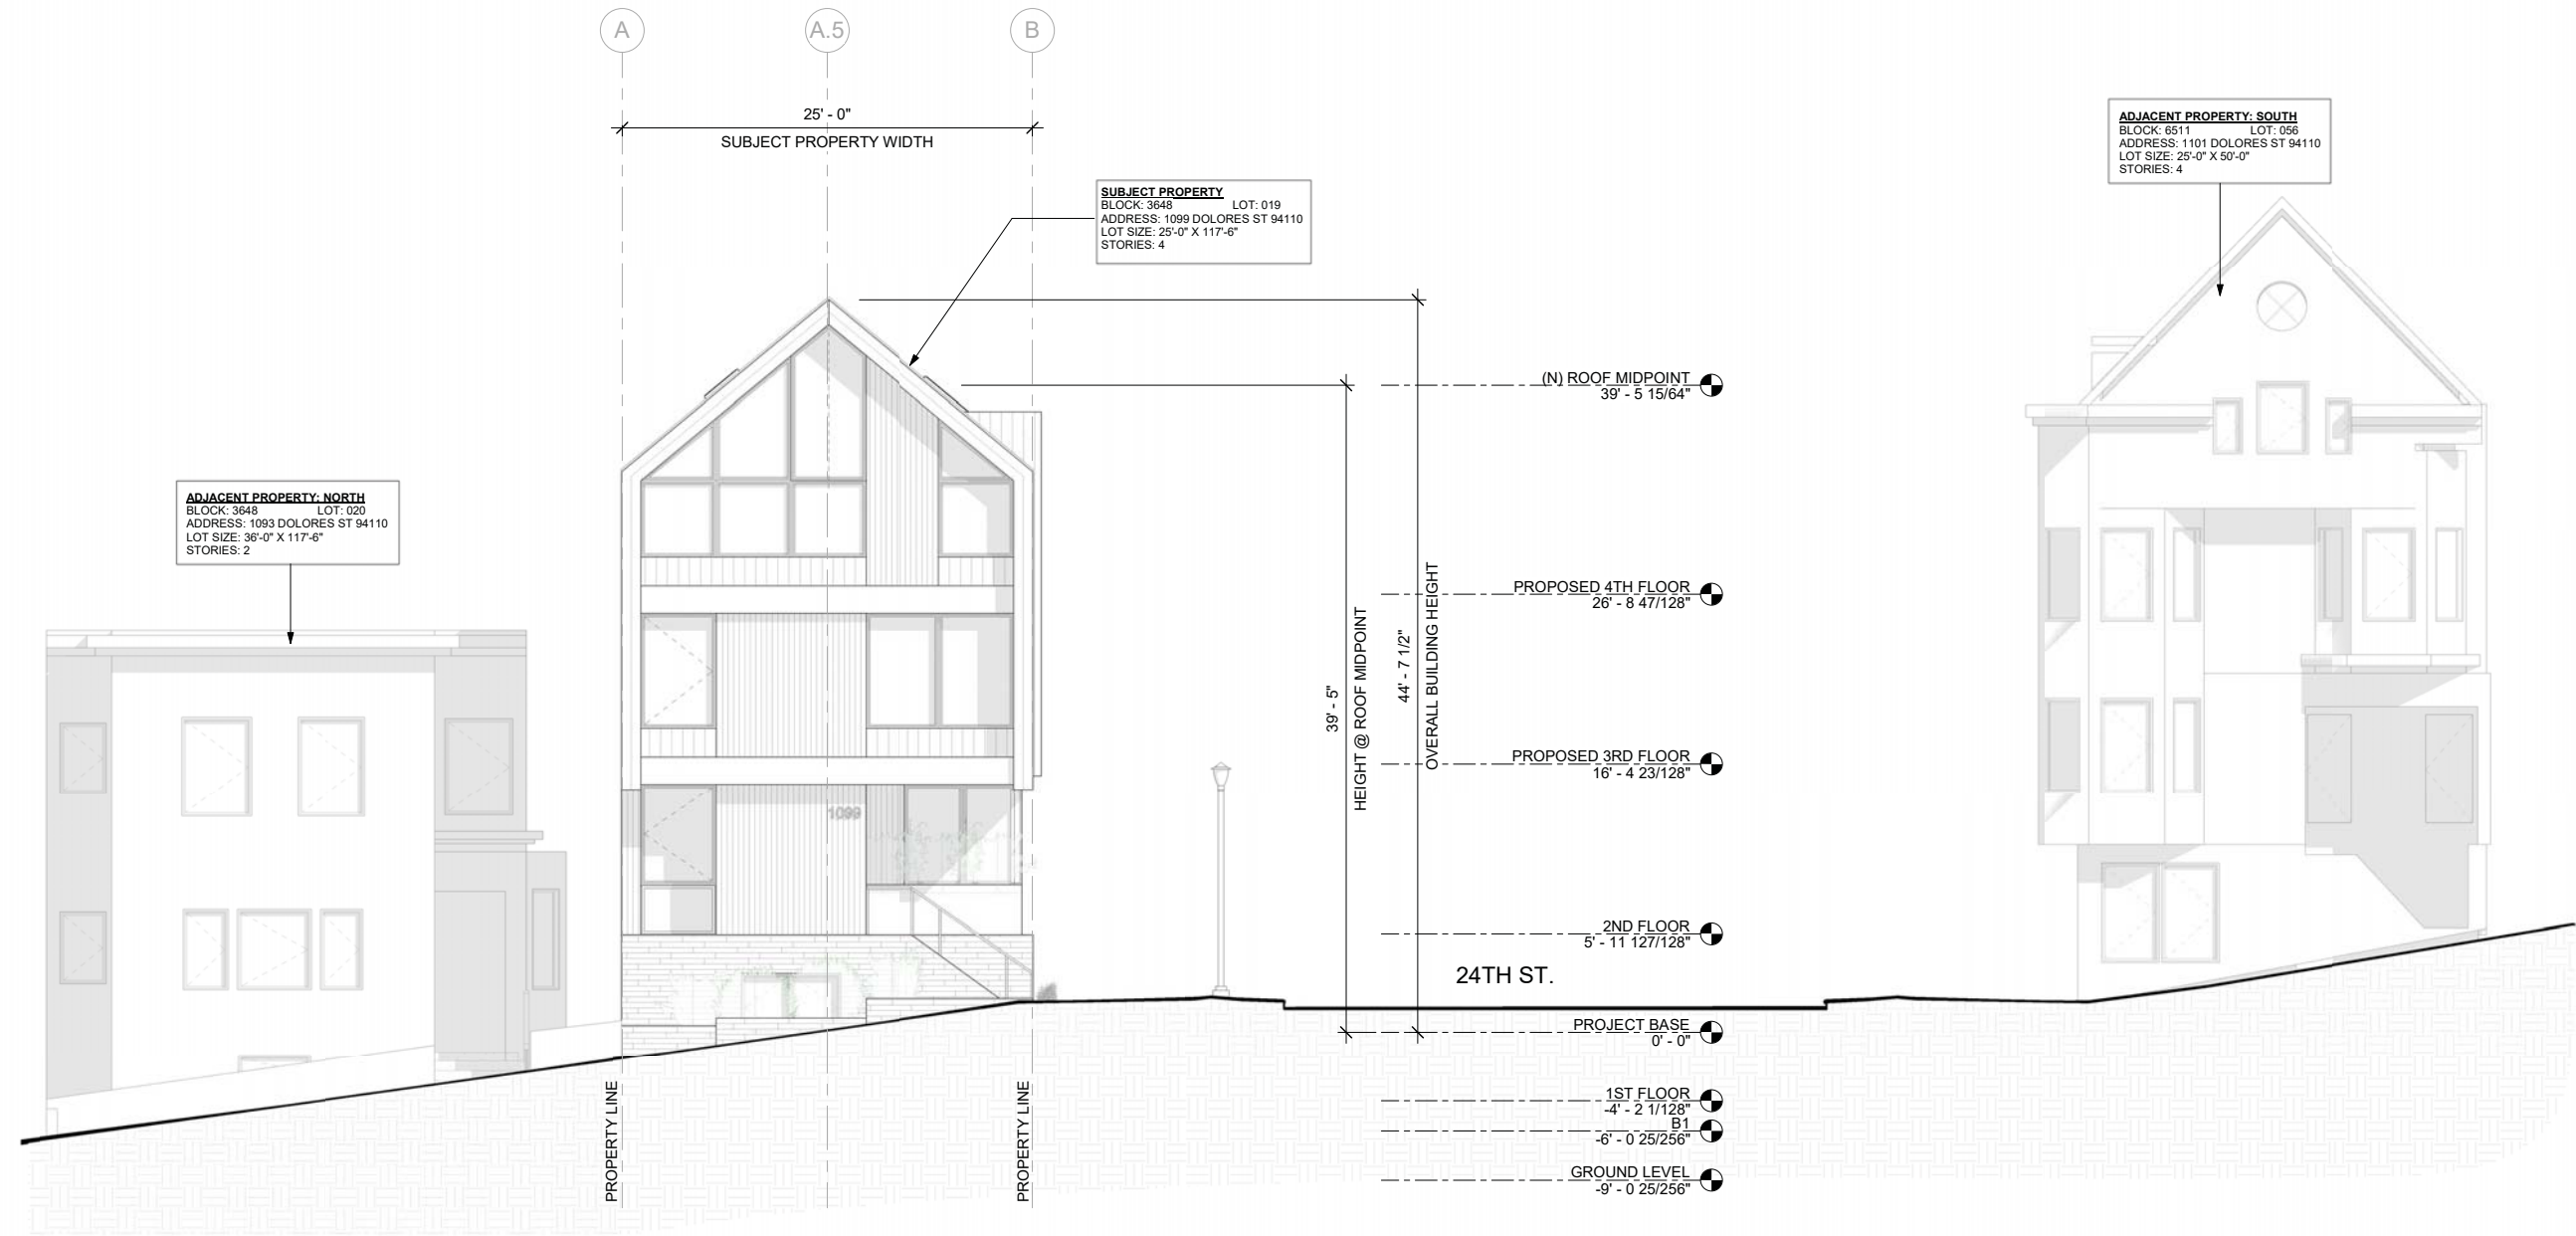 A
A.5
B
25' - 0"
SUBJECT PROPERTY WIDTH
ADJACENT PROPERTY: SOUTH
BLOCK: 6511 LOT: 056
ADDRESS: 1101 DOLORES ST 94110
LOT SIZE: 25'-0" X 50'-0"
STORIES: 4
SUBJECT PROPERTY
BLOCK: 3648 LOT: 019
ADDRESS: 1099 DOLORES ST 94110
LOT SIZE: 25'-0" X 117'-6"
STORIES: 4
ADJACENT PROPERTY: NORTH
BLOCK: 3648 LOT: 020
ADDRESS: 1093 DOLORES ST 94110
LOT SIZE: 36'-0" X 117'-6"
STORIES: 2
1099
39' - 5"
HEIGHT @ ROOF MIDPOINT
44' - 7 1/2"
OVERALL BUILDING HEIGHT
(N) ROOF MIDPOINT
39' - 5 15/64"
PROPOSED 4TH FLOOR
26' - 8 47/128"
PROPOSED 3RD FLOOR
16' - 4 23/128"
2ND FLOOR
5' - 11 127/128"
24TH ST.
PROJECT BASE
0' - 0"
1ST FLOOR
-4' - 2 1/128"
B1
-6' - 0 25/256"
GROUND LEVEL
-9' - 0 25/256"
PROPERTY LINE
PROPERTY LINE